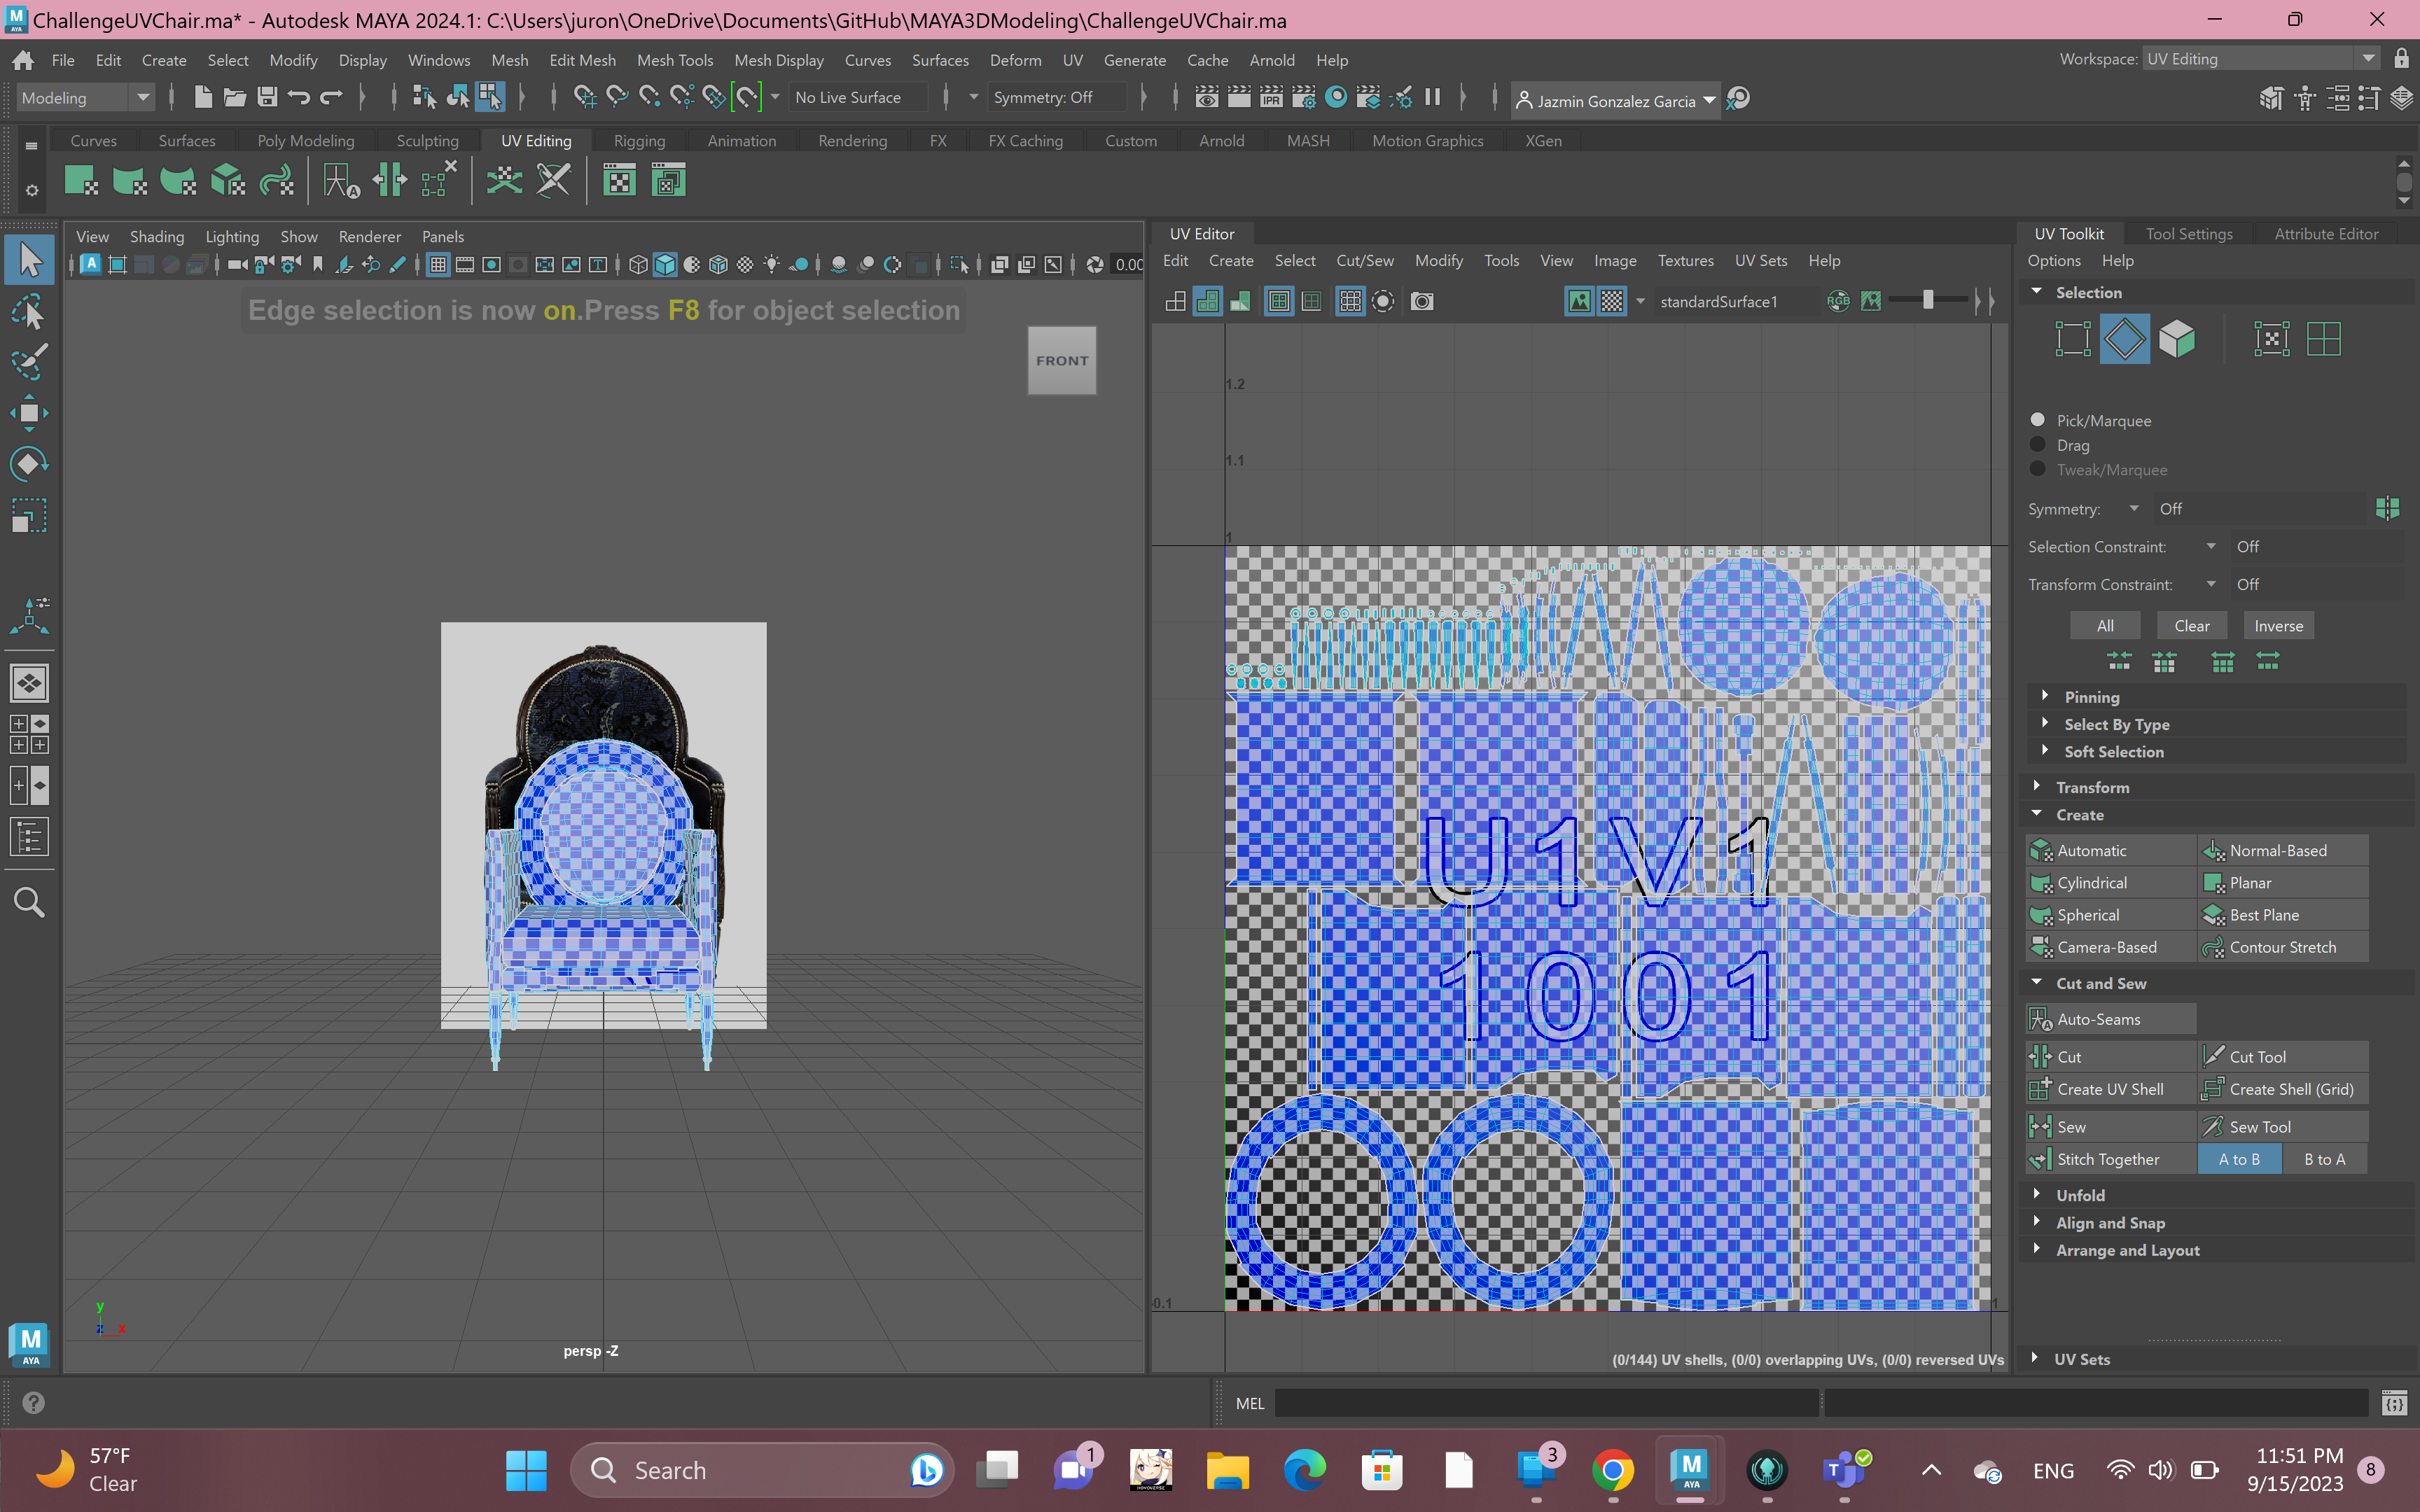 ChallengeUVChair.ma* - Autodesk MAYA 2024.1: C:\Users\juron\OneDrive\Documents\GitHub\MAYA3DModeling\ChallengeUVChair.ma
File Edit Create Select Modify Display Windows Mesh Edit Mesh Mesh Tools Mesh Display Curves Surfaces Deform UV Generate Cache Arnold Help
Workspace: UV Editing
Modeling No Live Surface Symmetry: Off IPR Jazmin Gonzalez Garcia
Curves Surfaces Poly Modeling Sculpting UV Editing Rigging Animation Rendering FX FX Caching Custom Arnold MASH Motion Graphics XGen
View Shading Lighting Show Renderer Panels
0.00
Edge selection is now on.Press F8 for object selection
FRONT
persp -Z
y
z x
UV Editor
Edit Create Select Cut/Sew Modify Tools View Image Textures UV Sets Help
standardSurface1
RGB
1.2
1.1
1
U1V1
1001
0.1
1
(0/144) UV shells, (0/0) overlapping UVs, (0/0) reversed UVs
UV Toolkit Tool Settings Attribute Editor
Options Help
Selection
Pick/Marquee
Drag
Tweak/Marquee
Symmetry: Off
Selection Constraint: Off
Transform Constraint: Off
All Clear Inverse
Pinning
Select By Type
Soft Selection
Transform
Create
Automatic Normal-Based
Cylindrical Planar
Spherical Best Plane
Camera-Based Contour Stretch
Cut and Sew
Auto-Seams
Cut Cut Tool
Create UV Shell Create Shell (Grid)
Sew Sew Tool
Stitch Together A to B B to A
Unfold
Align and Snap
Arrange and Layout
UV Sets
M
AYA
MEL
57°F
Clear
Search
1
3
ENG
11:51 PM
9/15/2023
8